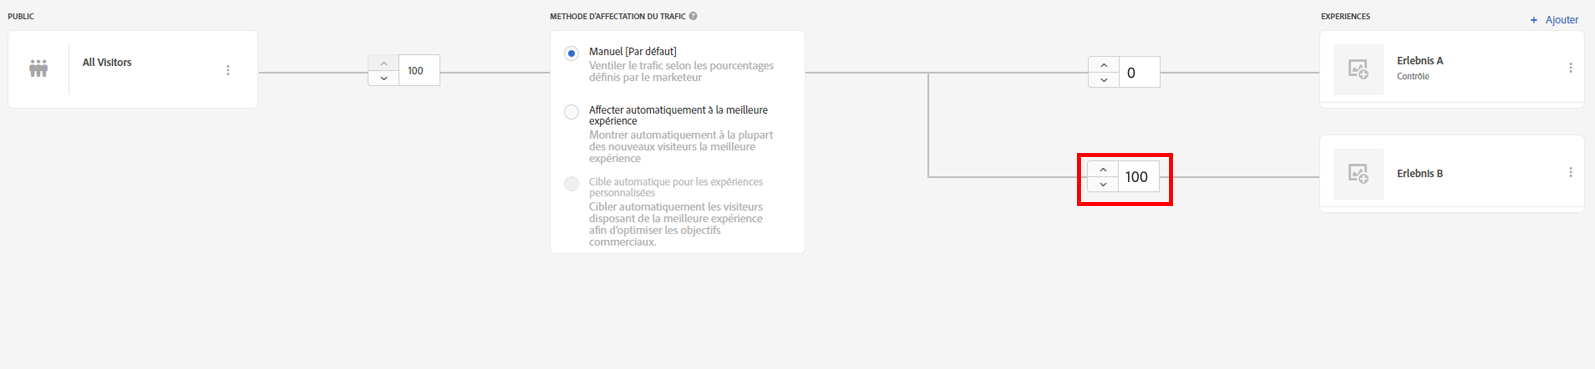 PUBLIC
METHODE D'AFFECTATION DU TRAFIC
EXPERIENCES
+ Ajouter
All Visitors
100
Manuel [Par défaut]
Ventiler le trafic selon les pourcentages
définis par le marketeur
Affecter automatiquement à la meilleure
expérience
Montrer automatiquement à la plupart
des nouveaux visiteurs la meilleure
expérience
Cible automatique pour les expériences
personnalisées
Cibler automatiquement les visiteurs
disposant de la meilleure expérience
afin d'optimiser les objectifs
commerciaux.
0
Erlebnis A
Contrôle
100
Erlebnis B